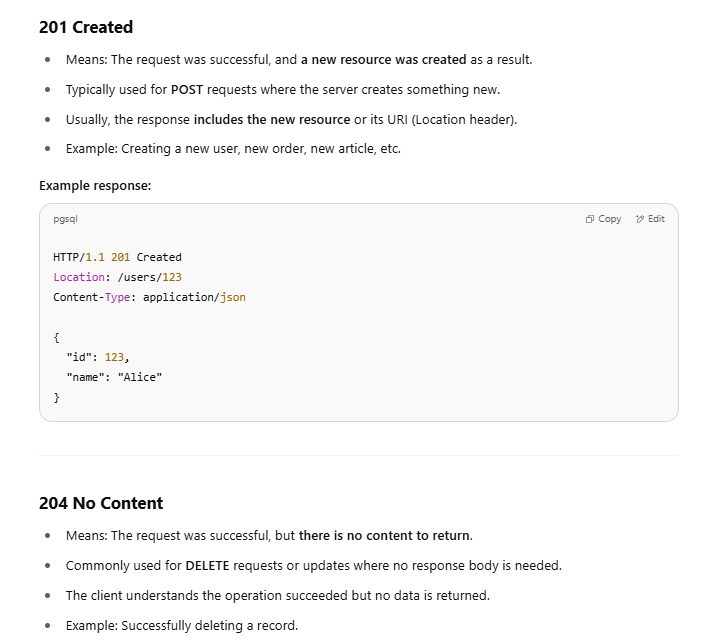 201 Created
• Means: The request was successful, and a new resource was created as a result.
• Typically used for POST requests where the server creates something new.
• Usually, the response includes the new resource or its URI (Location header).
• Example: Creating a new user, new order, new article, etc.
Example response:
pgsql Copy Edit
HTTP/1.1 201 Created
Location: /users/123
Content-Type: application/json
{
  "id": 123,
  "name": "Alice"
}
204 No Content
• Means: The request was successful, but there is no content to return.
• Commonly used for DELETE requests or updates where no response body is needed.
• The client understands the operation succeeded but no data is returned.
• Example: Successfully deleting a record.